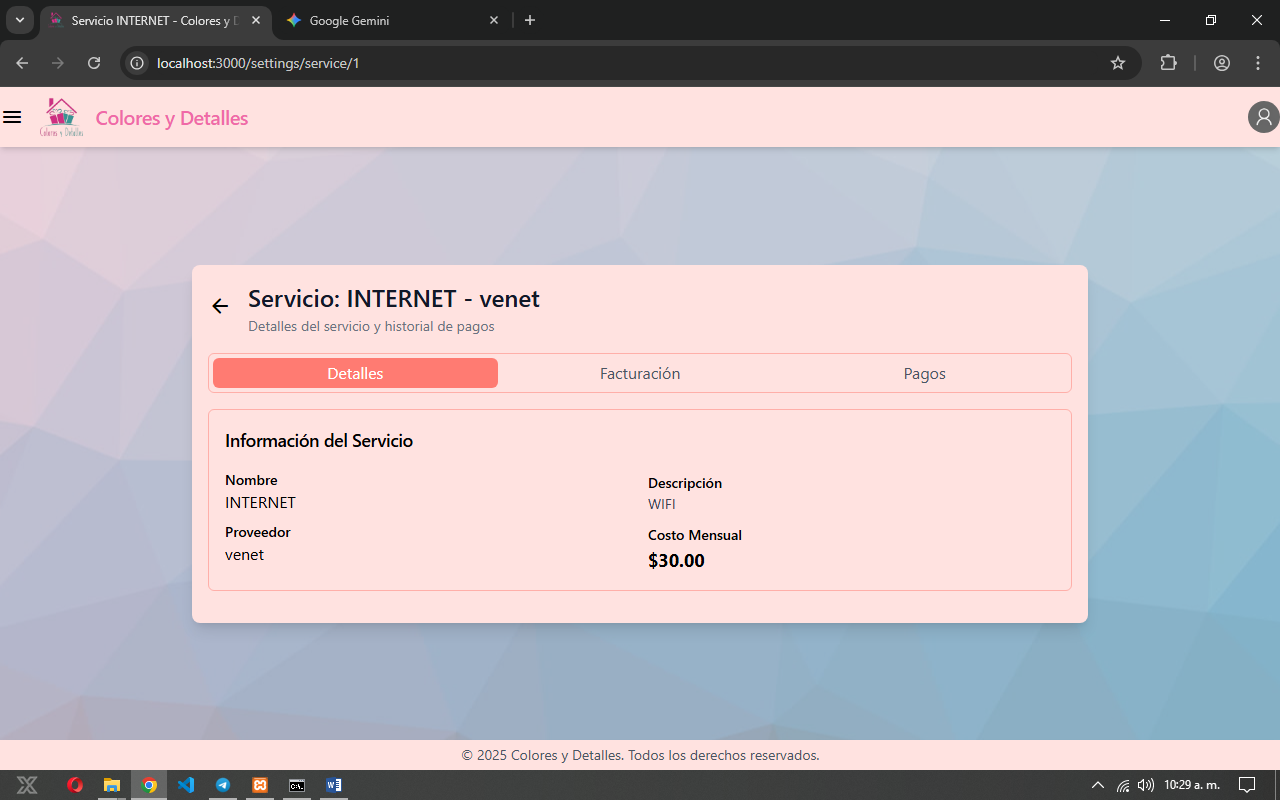 Servicio INTERNET - Colores y D
Google Gemini
localhost:3000/settings/service/1
Colores y Detalles
Colores y Detalles
Servicio: INTERNET - venet
Detalles del servicio y historial de pagos
Detalles
Facturación
Pagos
Información del Servicio
Nombre
INTERNET
Proveedor
venet
Descripción
WIFI
Costo Mensual
$30.00
© 2025 Colores y Detalles. Todos los derechos reservados.
10:29 a. m.